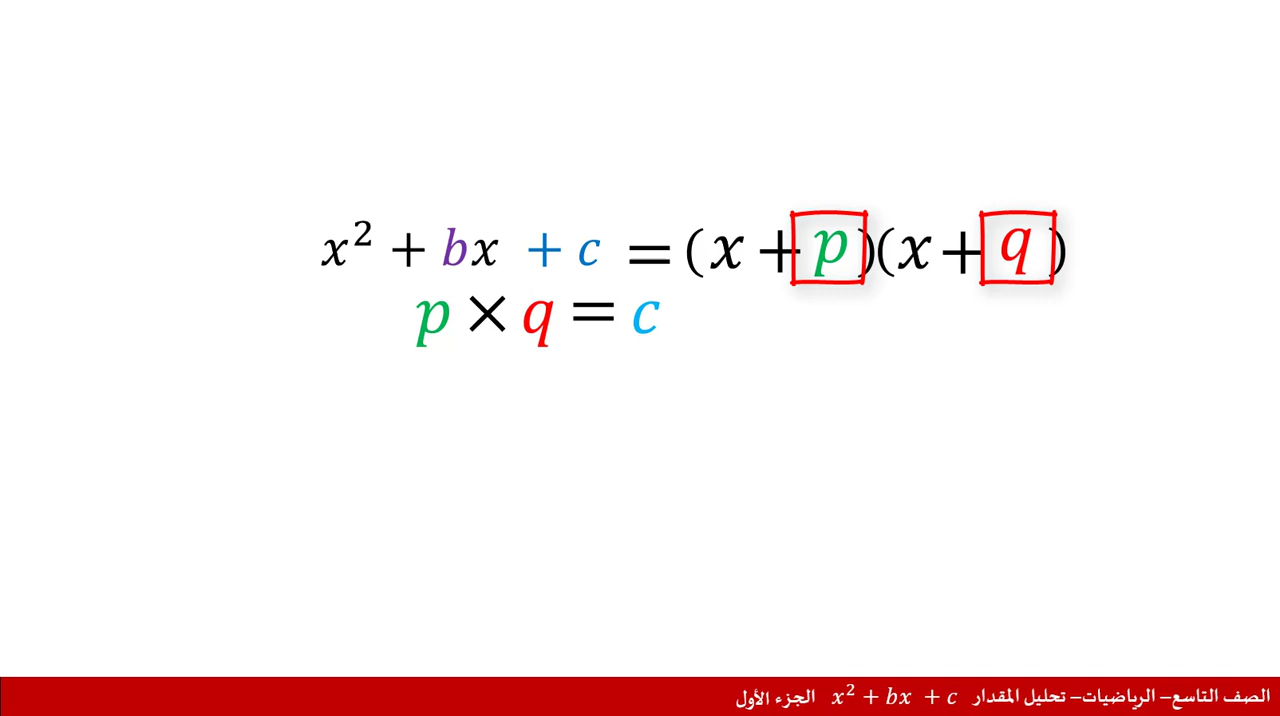 x² + bx + c = (x + p)(x + q)
p × q = c
الصف التاسع– الرياضيات– تحليل المقدار x² + bx + c الجزء الأول